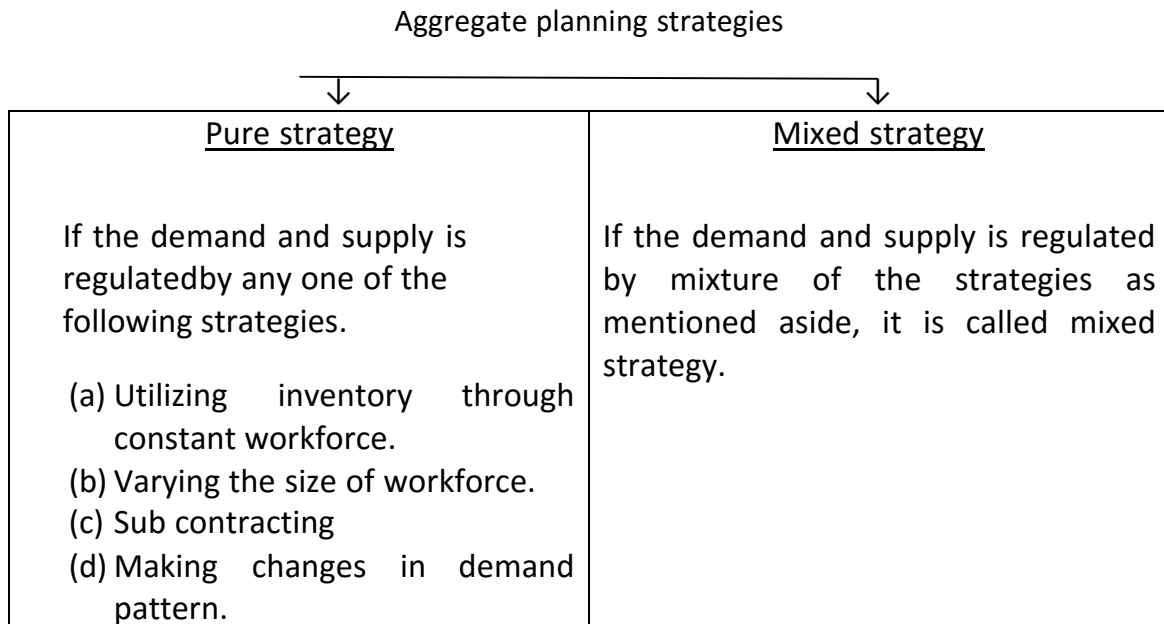 Aggregate planning strategies
Pure strategy
If the demand and supply is
regulatedby any one of the
following strategies.
(a) Utilizing inventory through
constant workforce.
(b) Varying the size of workforce.
(c) Sub contracting
(d) Making changes in demand
pattern.
Mixed strategy
If the demand and supply is regulated
by mixture of the strategies as
mentioned aside, it is called mixed
strategy.